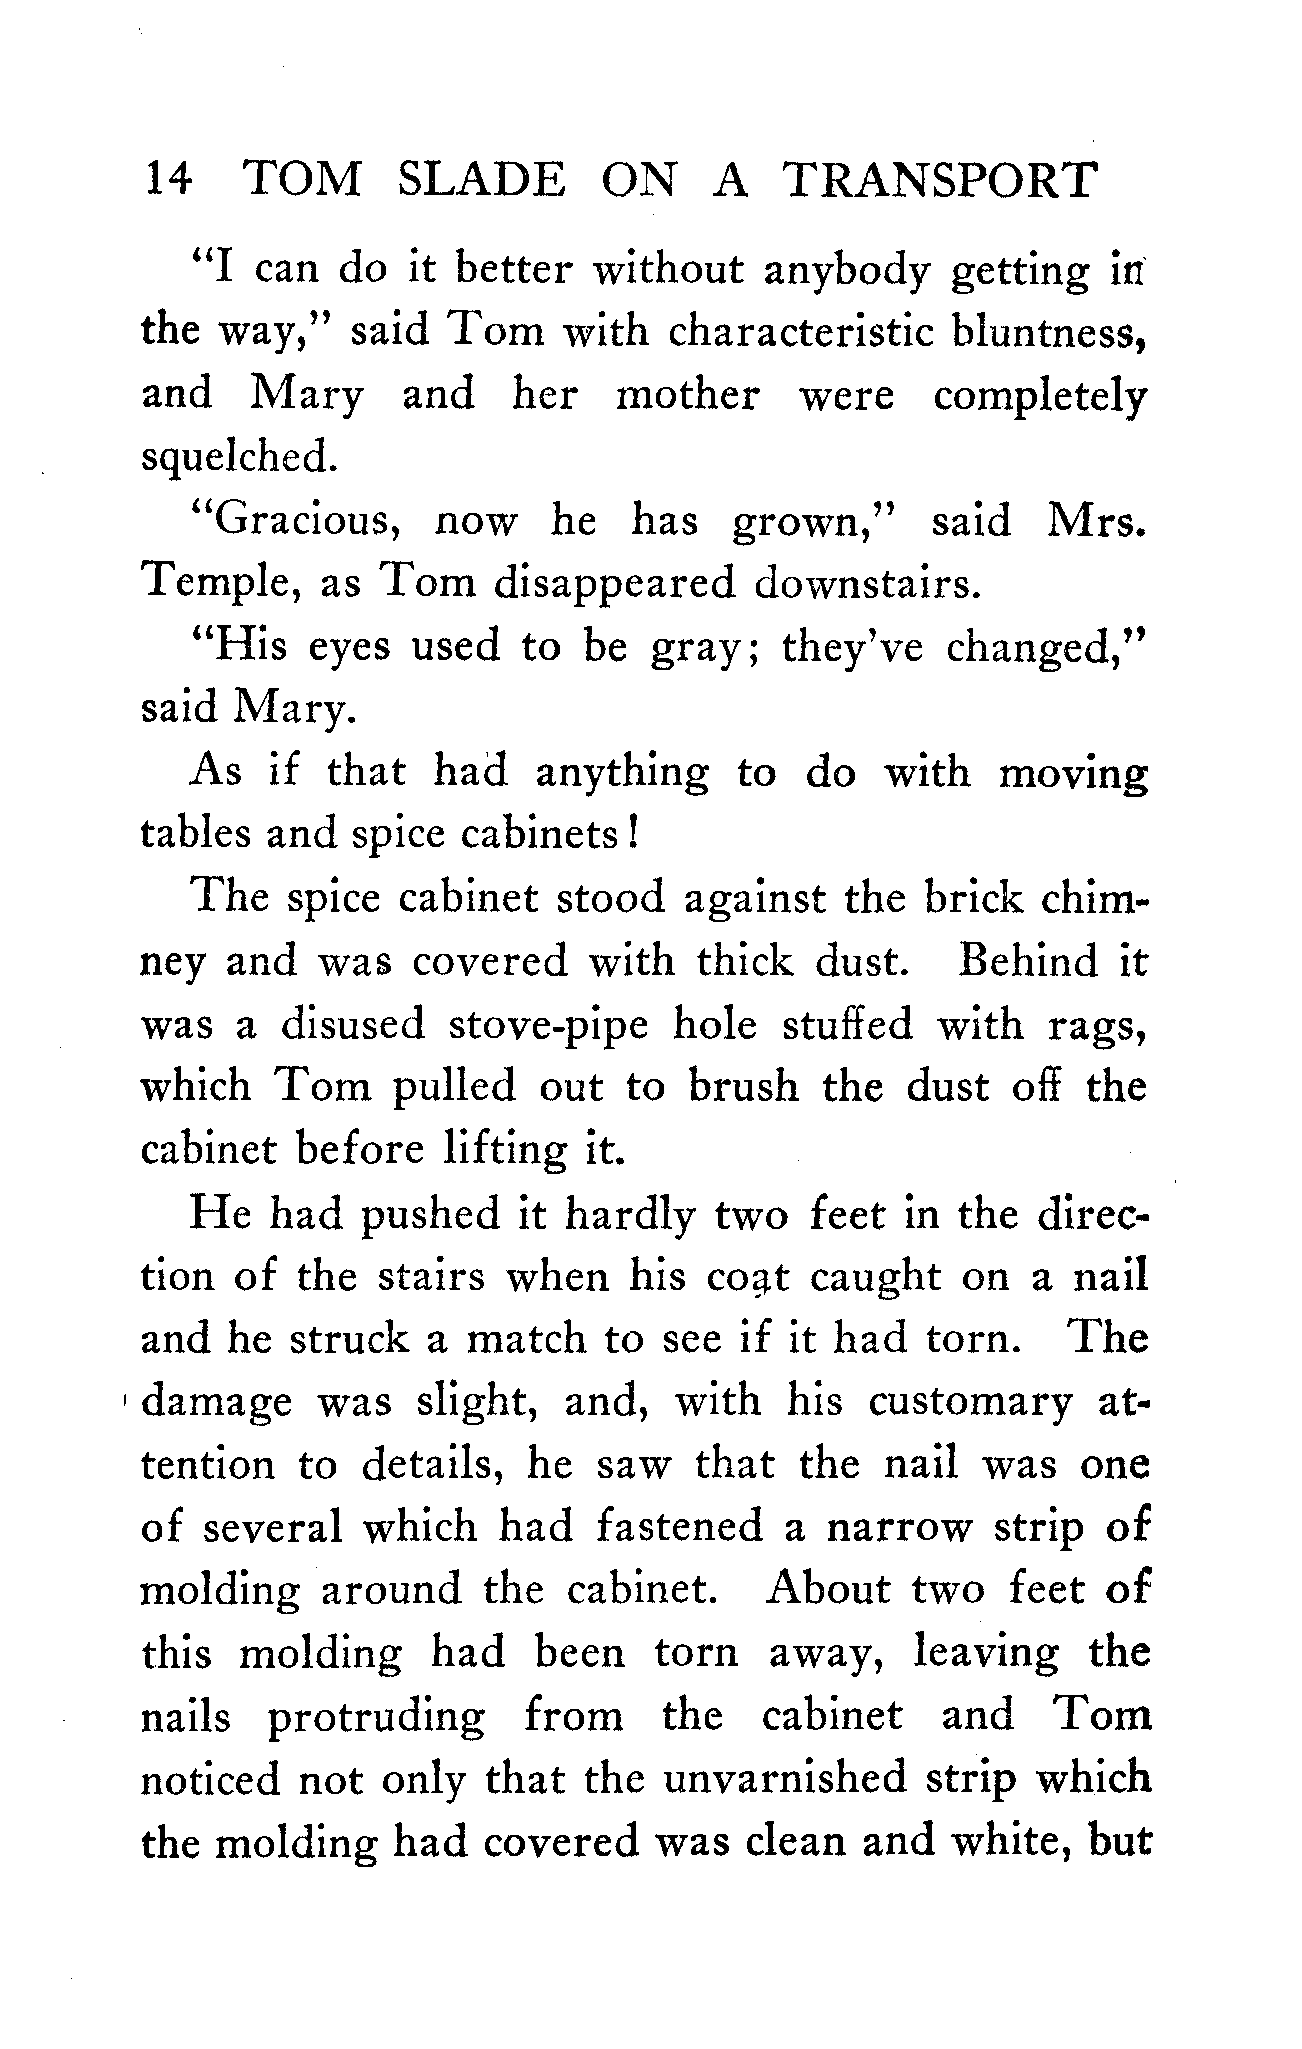 14 TOM SLADE ON A TRANSPORT
"I can do it better without anybody getting in
the way," said Tom with characteristic bluntness,
and Mary and her mother were completely
squelched.
"Gracious, now he has grown," said Mrs.
Temple, as Tom disappeared downstairs.
"His eyes used to be gray; they've changed,"
said Mary.
As if that had anything to do with moving
tables and spice cabinets!
The spice cabinet stood against the brick chim-
ney and was covered with thick dust. Behind it
was a disused stove-pipe hole stuffed with rags,
which Tom pulled out to brush the dust off the
cabinet before lifting it.
He had pushed it hardly two feet in the direc-
tion of the stairs when his coat caught on a nail
and he struck a match to see if it had torn. The
damage was slight, and, with his customary at-
tention to details, he saw that the nail was one
of several which had fastened a narrow strip of
molding around the cabinet. About two feet of
this molding had been torn away, leaving the
nails protruding from the cabinet and Tom
noticed not only that the unvarnished strip which
the molding had covered was clean and white, but